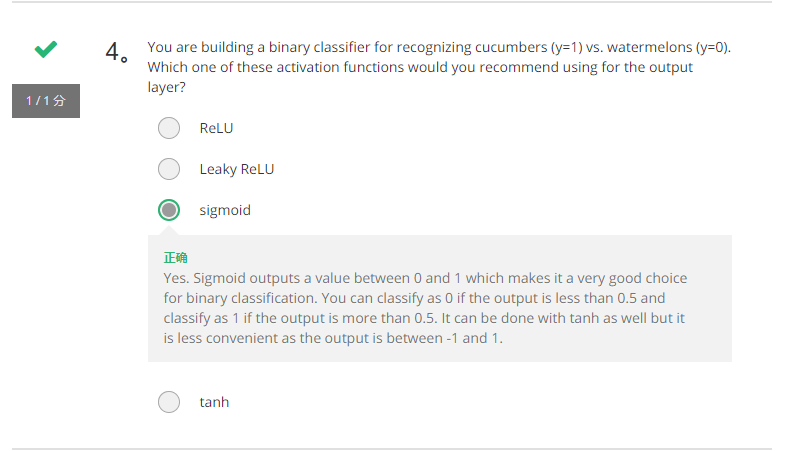 4。 You are building a binary classifier for recognizing cucumbers (y=1) vs. watermelons (y=0).
Which one of these activation functions would you recommend using for the output
layer?
1 / 1 分
ReLU
Leaky ReLU
sigmoid
正确
Yes. Sigmoid outputs a value between 0 and 1 which makes it a very good choice
for binary classification. You can classify as 0 if the output is less than 0.5 and
classify as 1 if the output is more than 0.5. It can be done with tanh as well but it
is less convenient as the output is between -1 and 1.
tanh